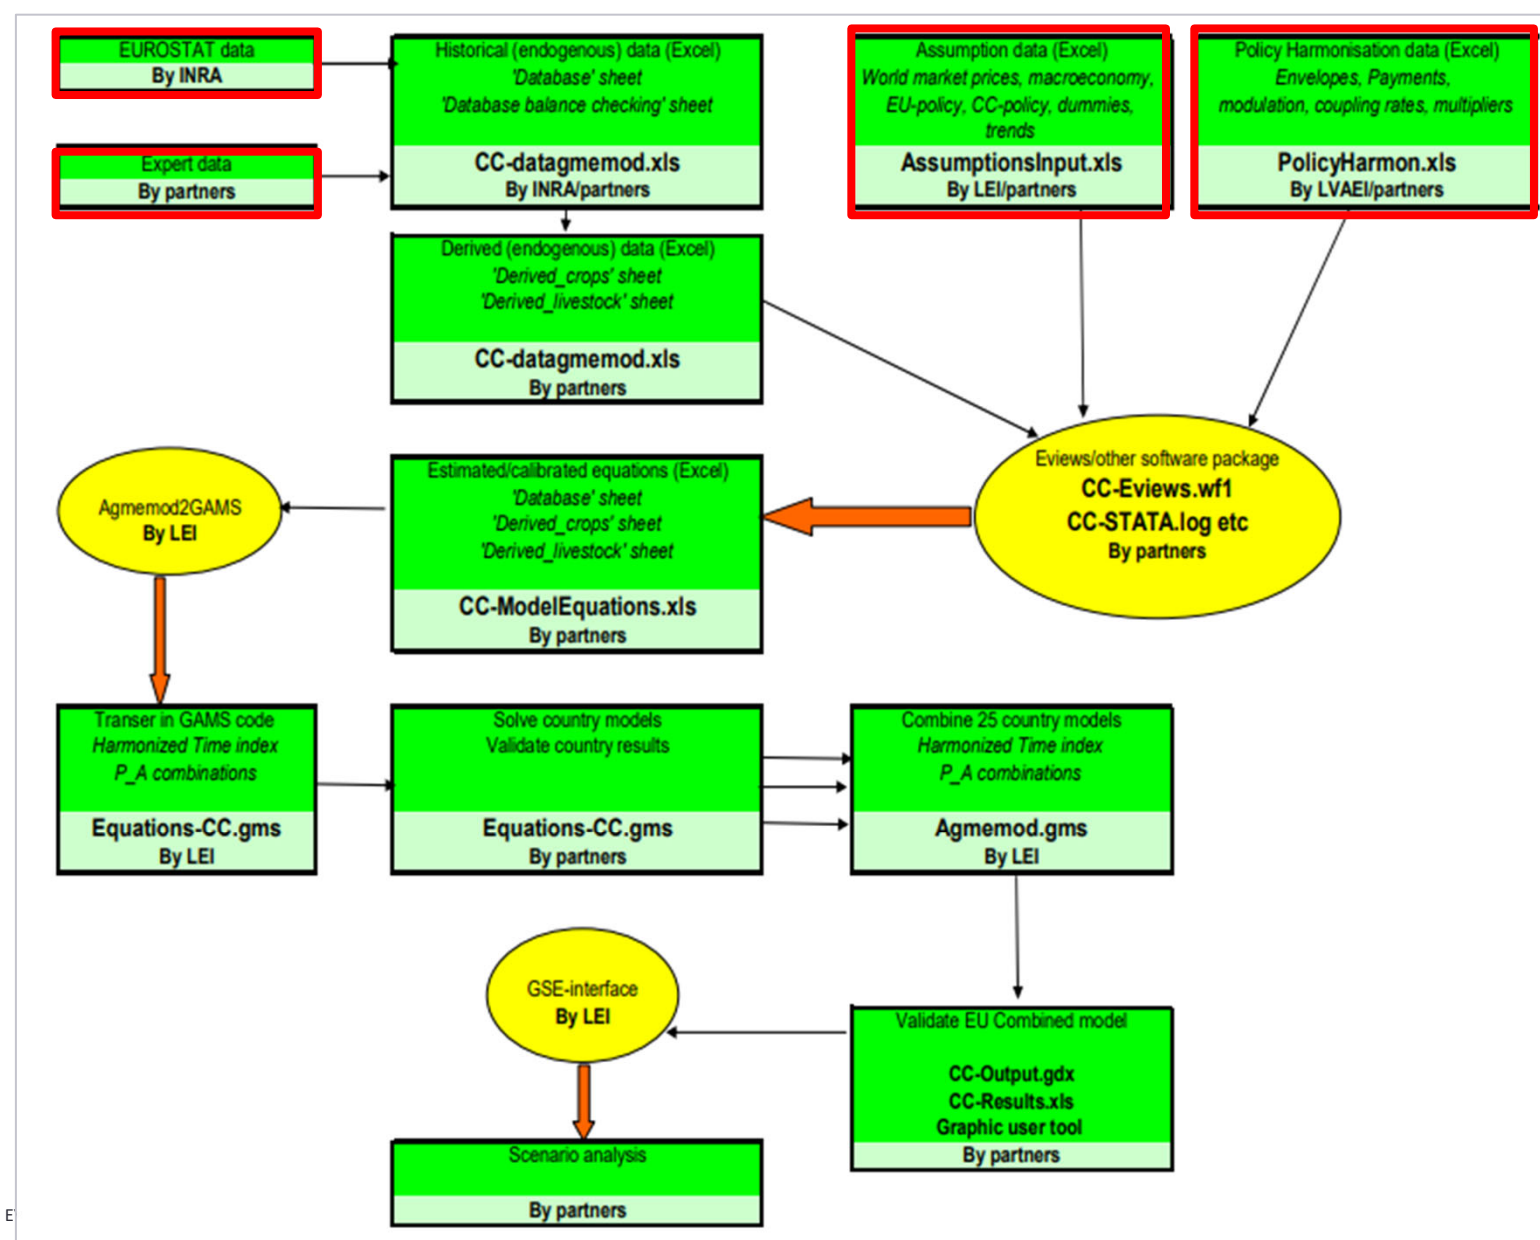 EUROSTAT data
By INRA
Expert data
By partners
Historical (endogenous) data (Excel)
'Database' sheet
'Database balance checking' sheet
CC-datagmemod.xls
By INRA/partners
Assumption data (Excel)
World market prices, macroeconomy,
EU-policy, CC-policy, dummies,
trends
AssumptionsInput.xls
By LEI/partners
Policy Harmonisation data (Excel)
Envelopes, Payments,
modulation, coupling rates, multipliers
PolicyHarmon.xls
By LVAEI/partners
Derived (endogenous) data (Excel)
'Derived_crops' sheet
'Derived_livestock' sheet
CC-datagmemod.xls
By partners
Eviews/other software package
CC-Eviews.wf1
CC-STATA.log etc
By partners
Estimated/calibrated equations (Excel)
'Database' sheet
'Derived_crops' sheet
'Derived_livestock' sheet
CC-ModelEquations.xls
By partners
Agmemod2GAMS
By LEI
Transer in GAMS code
Harmonized Time index
P_A combinations
Equations-CC.gms
By LEI
Solve country models
Validate country results
Equations-CC.gms
By partners
Combine 25 country models
Harmonized Time index
P_A combinations
Agmemod.gms
By LEI
GSE-interface
By LEI
Validate EU Combined model
CC-Output.gdx
CC-Results.xls
Graphic user tool
By partners
Scenario analysis
By partners